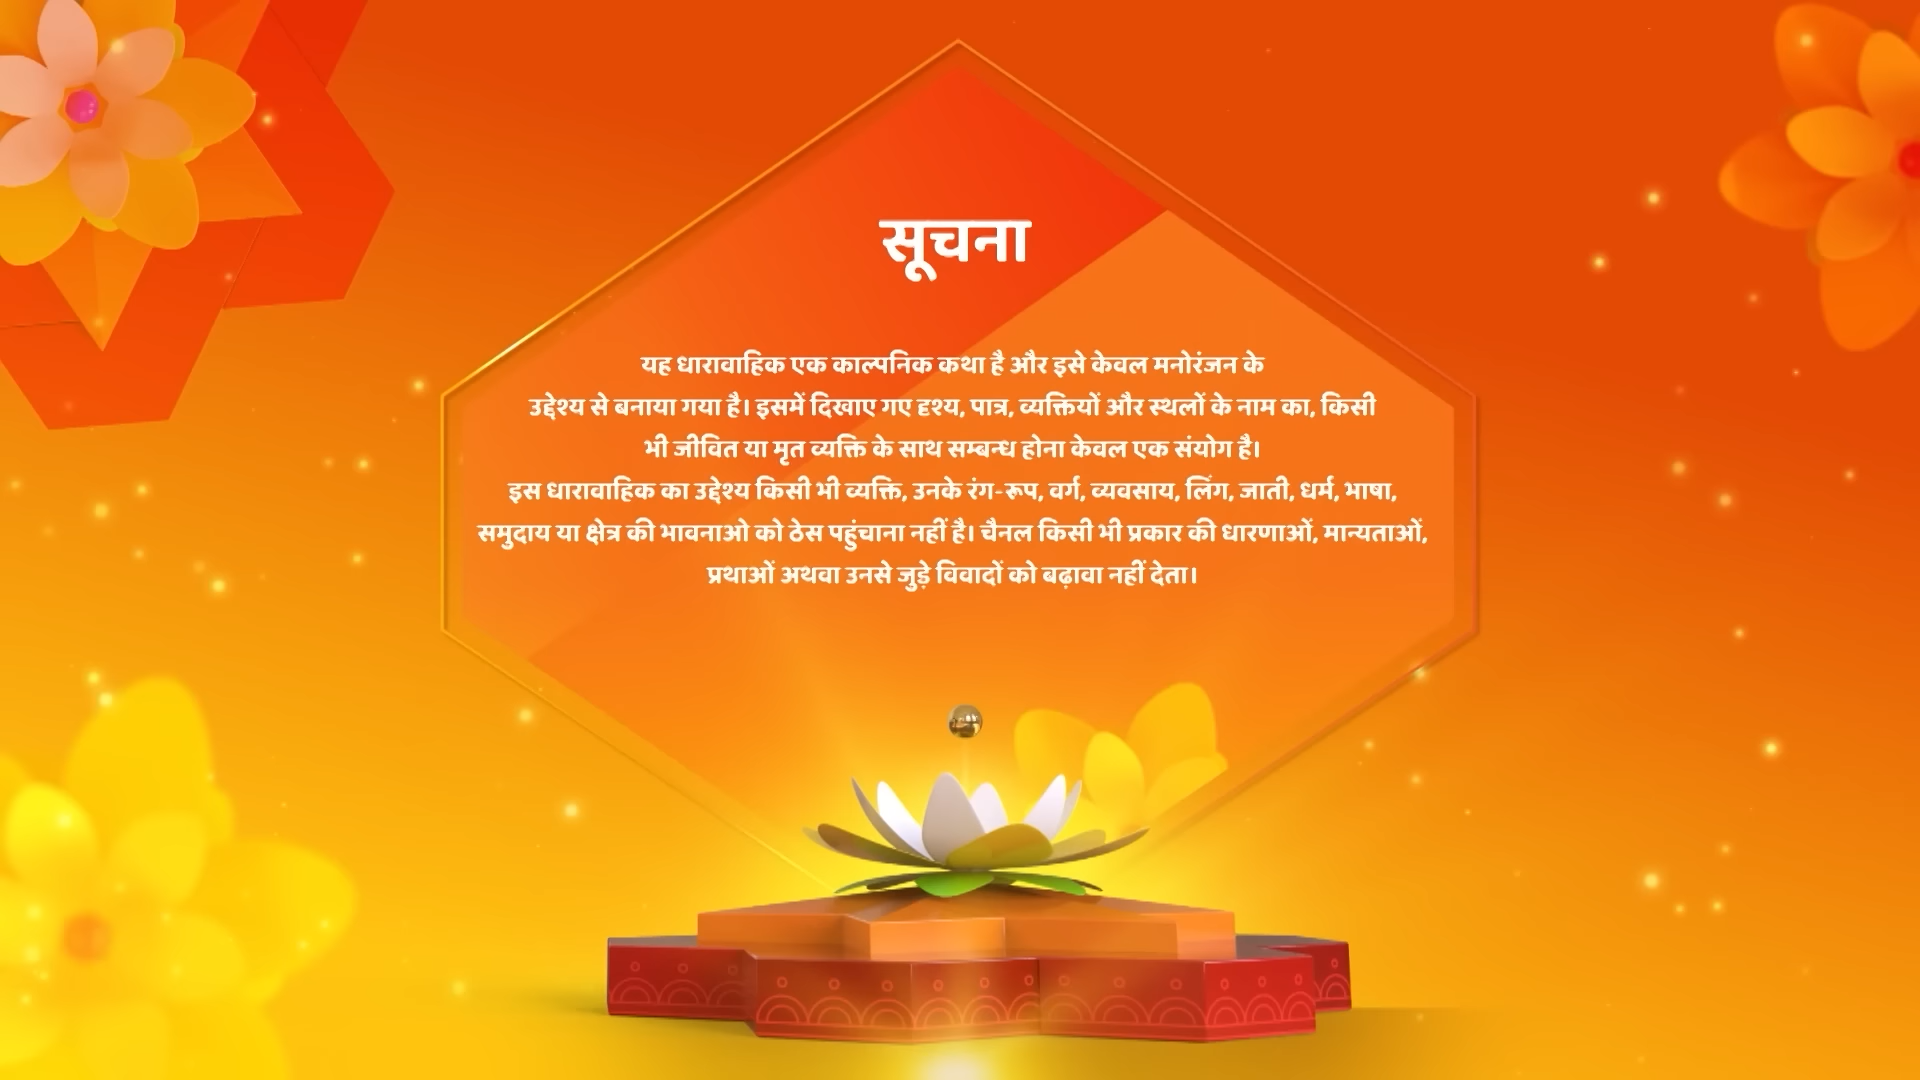 सूचना
यह धारावाहिक एक काल्पनिक कथा है और इसे केवल मनोरंजन के
उद्देश्य से बनाया गया है। इसमें दिखाए गए दृश्य, पात्र, व्यक्तियों और स्थलों के नाम का, किसी
भी जीवित या मृत व्यक्ति के साथ सम्बन्ध होना केवल एक संयोग है।
इस धारावाहिक का उद्देश्य किसी भी व्यक्ति, उनके रंग-रूप, वर्ग, व्यवसाय, लिंग, जाती, धर्म, भाषा,
समुदाय या क्षेत्र की भावनाओ को ठेस पहुंचाना नहीं है। चैनल किसी भी प्रकार की धारणाओं, मान्यताओं,
प्रथाओं अथवा उनसे जुड़े विवादों को बढ़ावा नहीं देता।